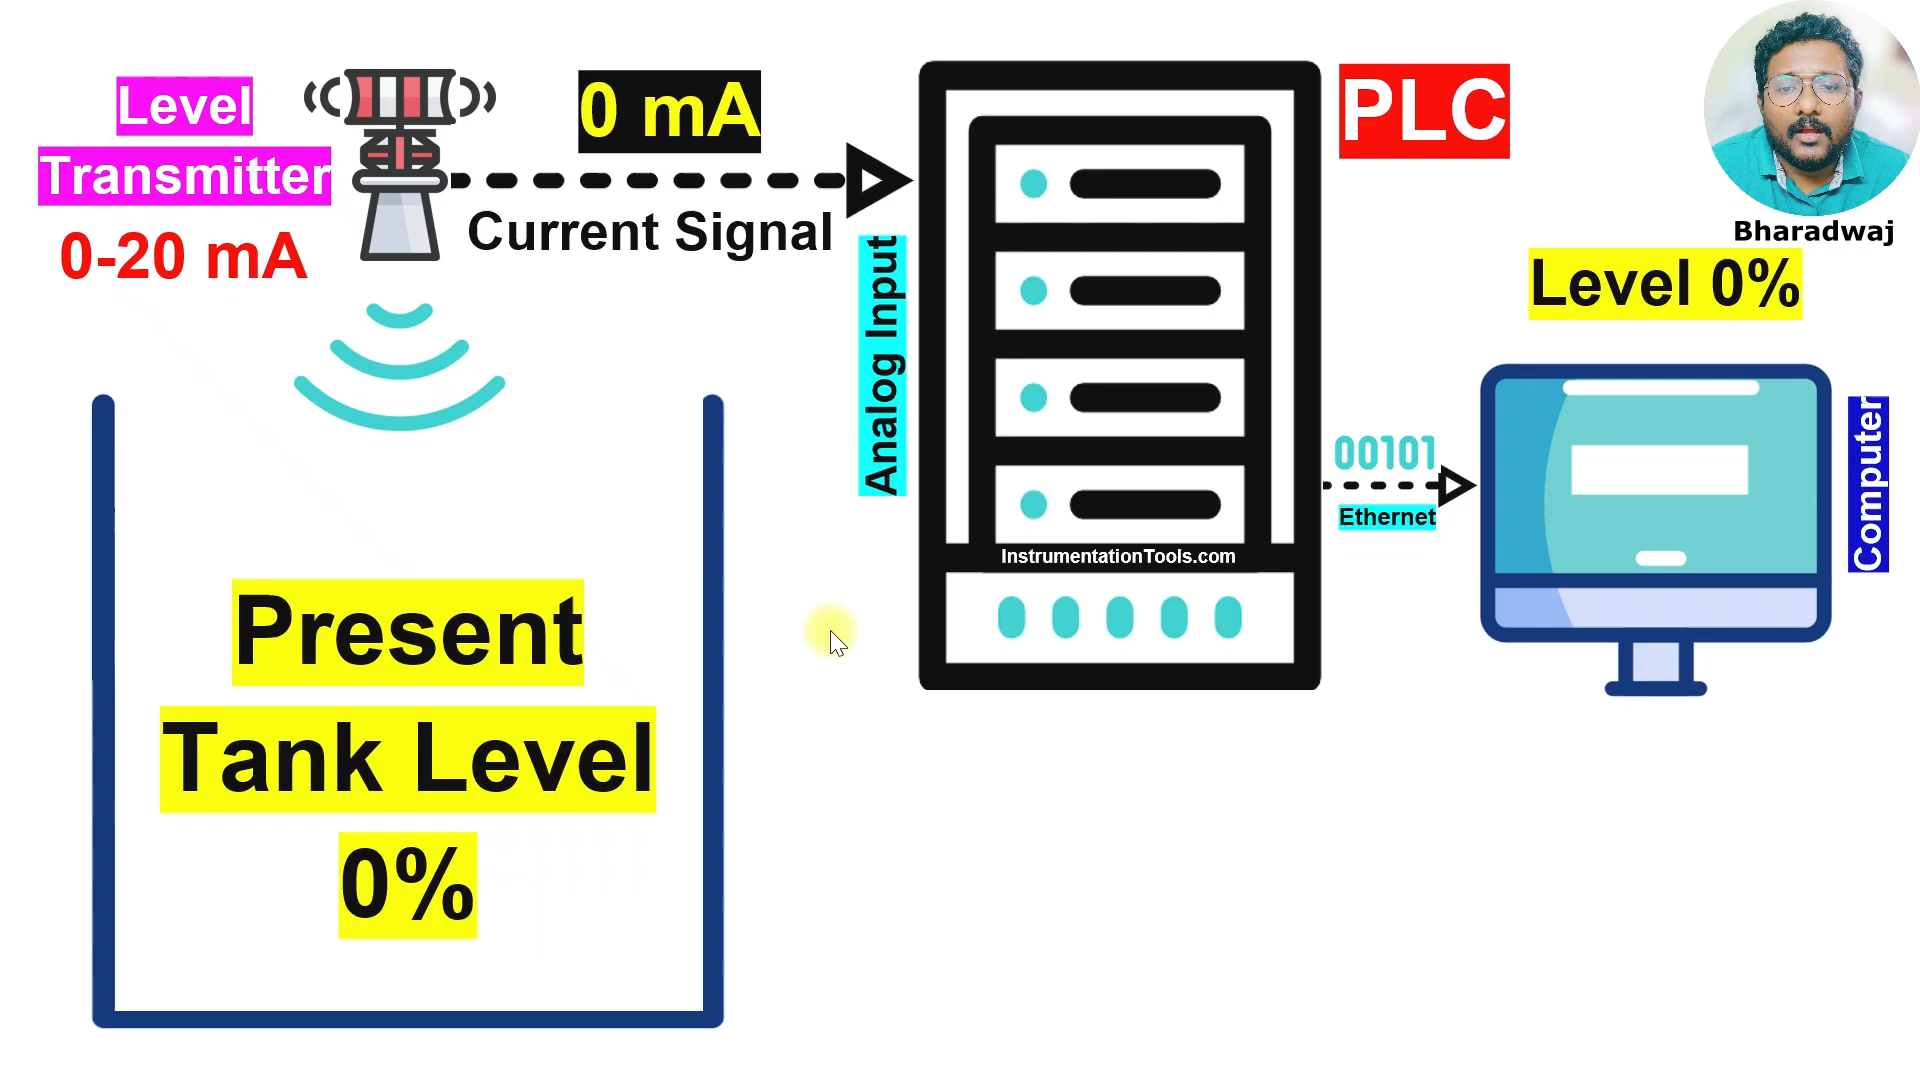 Level
Transmitter
0-20 mA
0 mA
Current Signal
Analog Input
PLC
Bharadwaj
Level 0%
00101
Ethernet
Computer
InstrumentationTools.com
Present
Tank Level
0%